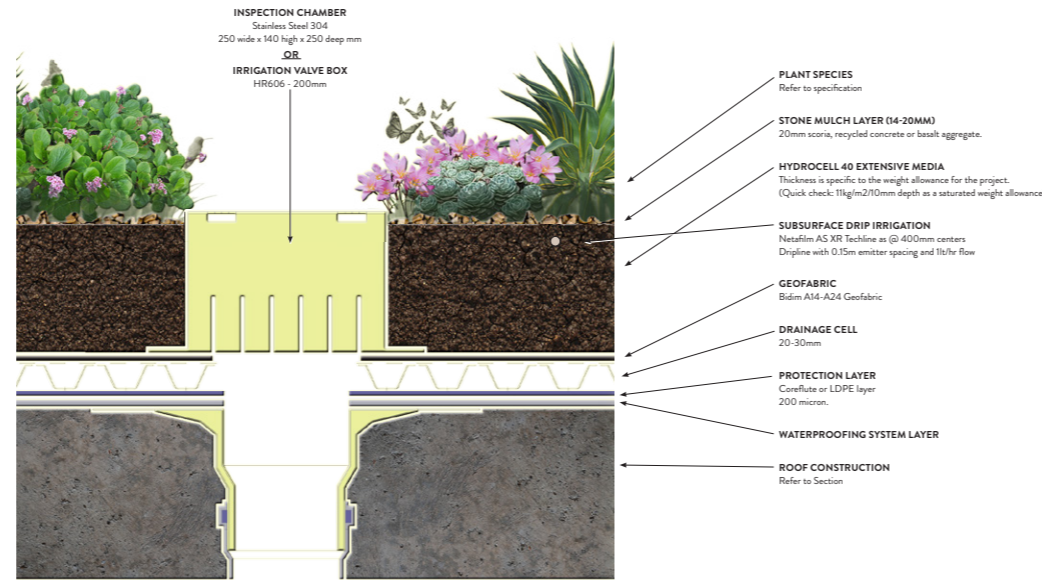 INSPECTION CHAMBER
Stainless Steel 304
250 wide x 140 high x 250 deep mm
OR
IRRIGATION VALVE BOX
HR606 - 200mm
PLANT SPECIES
Refer to specification
STONE MULCH LAYER (14-20MM)
20mm scoria, recycled concrete or basalt aggregate.
HYDROCELL 40 EXTENSIVE MEDIA
Thickness is specific to the weight allowance for the project.
(Quick check: 11kg/m2/10mm depth as a saturated weight allowance
SUBSURFACE DRIP IRRIGATION
Netafilm AS XR Techline as @ 400mm centers
Dripline with 0.15m emitter spacing and 1lt/hr flow
GEOFABRIC
Bidim A14-A24 Geofabric
DRAINAGE CELL
20-30mm
PROTECTION LAYER
Coreflute or LDPE layer
200 micron.
WATERPROOFING SYSTEM LAYER
ROOF CONSTRUCTION
Refer to Section